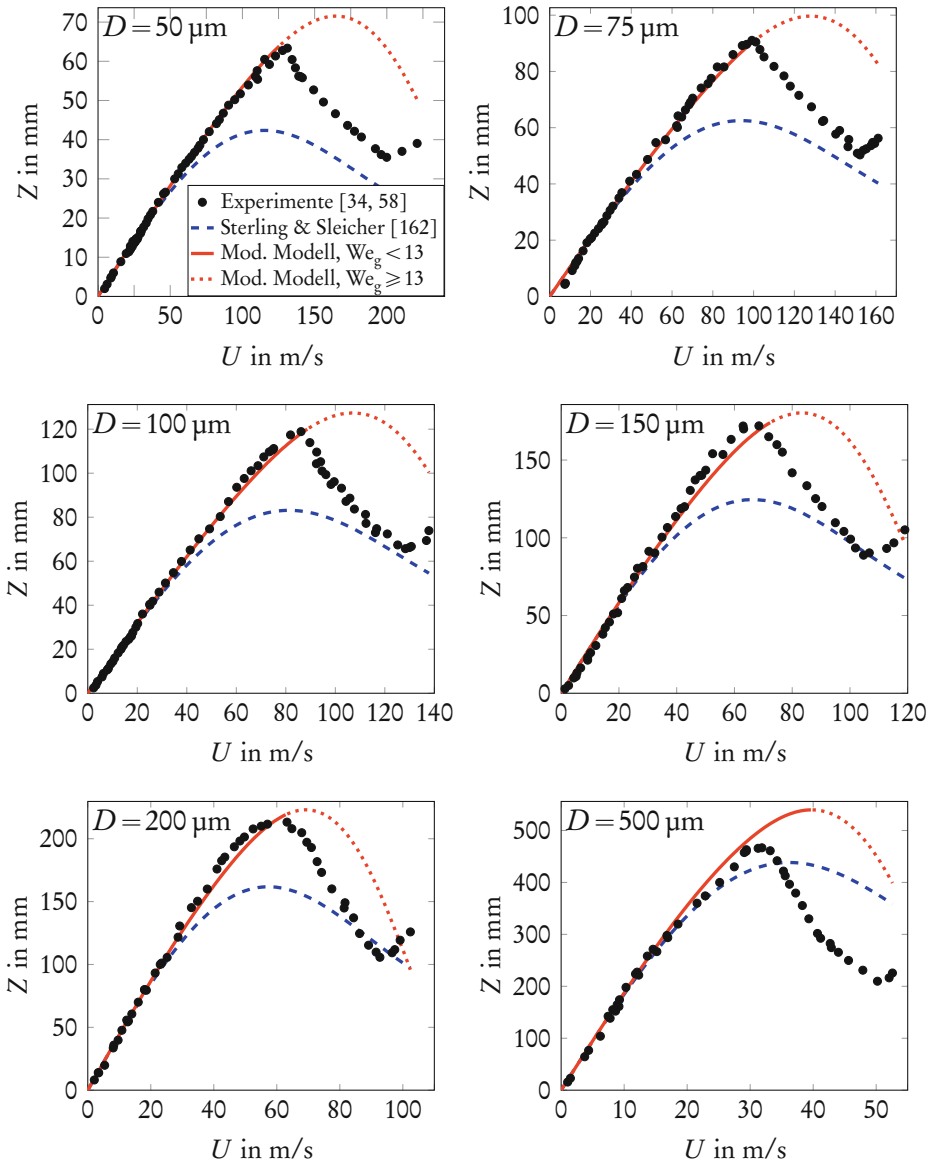 D = 50 μm
Z in mm
70
60
50
40
30
20
10
0
Experimente [34, 58]
Sterling & Sleicher [162]
Mod. Modell, We_g < 13
Mod. Modell, We_g ⩾ 13
0 50 100 150 200
U in m/s
D = 75 μm
Z in mm
100
80
60
40
20
0
0 20 40 60 80 100 120 140 160
U in m/s
D = 100 μm
Z in mm
120
100
80
60
40
20
0
0 20 40 60 80 100 120 140
U in m/s
D = 150 μm
Z in mm
150
100
50
0
0 20 40 60 80 100 120
U in m/s
D = 200 μm
Z in mm
200
150
100
50
0
0 20 40 60 80 100
U in m/s
D = 500 μm
Z in mm
500
400
300
200
100
0
0 10 20 30 40 50
U in m/s